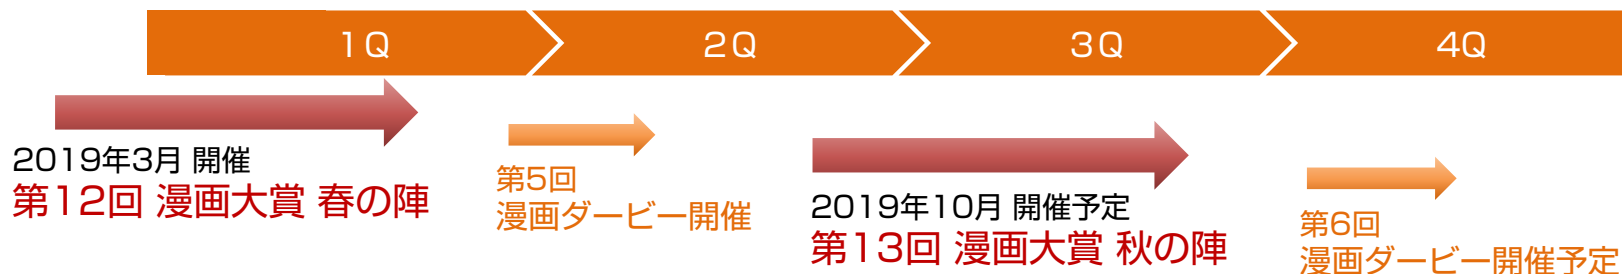 1Q
2Q
3Q
4Q
2019年3月 開催
第12回 漫画大賞 春の陣
第5回
漫画ダービー開催
2019年10月 開催予定
第13回 漫画大賞 秋の陣
第6回
漫画ダービー開催予定